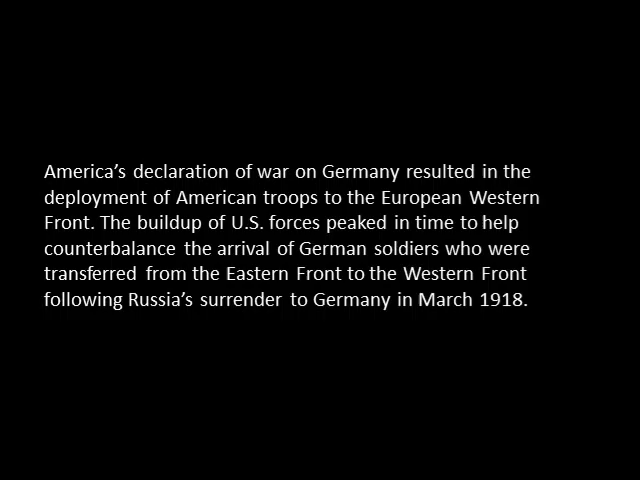 America’s declaration of war on Germany resulted in the
deployment of American troops to the European Western
Front. The buildup of U.S. forces peaked in time to help
counterbalance the arrival of German soldiers who were
transferred from the Eastern Front to the Western Front
following Russia’s surrender to Germany in March 1918.